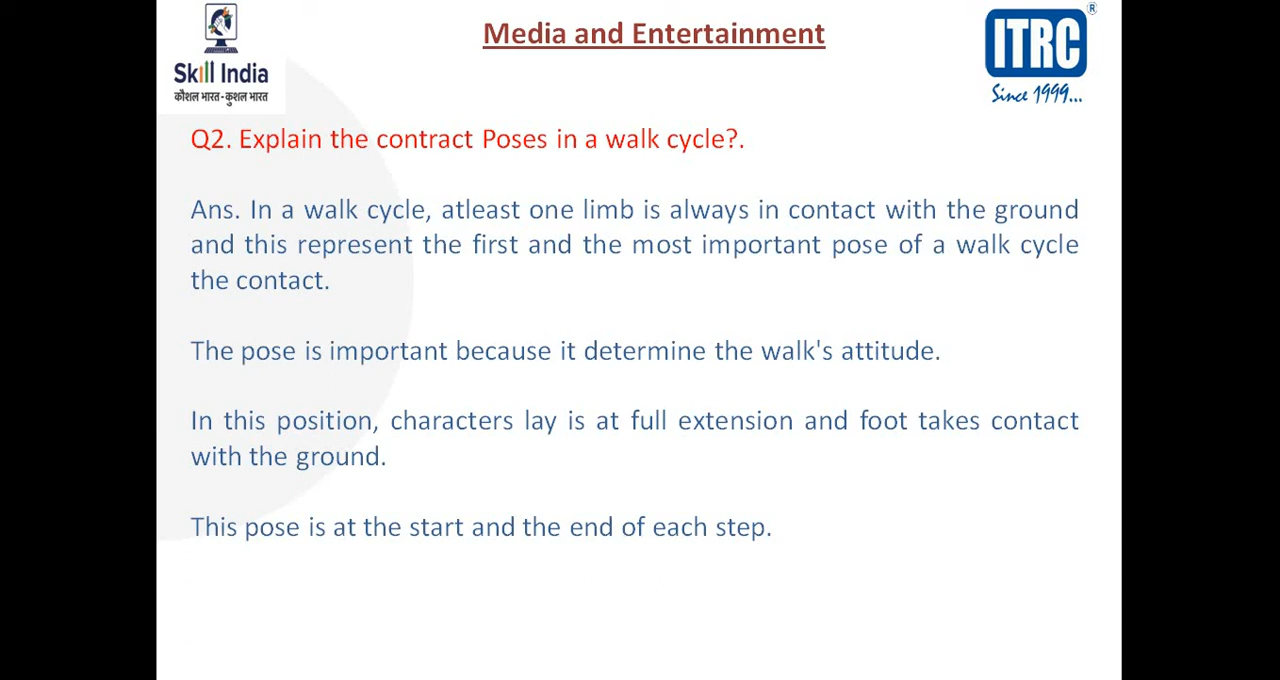 Media and Entertainment
Skill India
कौशल भारत-कुशल भारत
ITRC
®
Since 1999...
Q2. Explain the contract Poses in a walk cycle?.
Ans. In a walk cycle, atleast one limb is always in contact with the ground
and this represent the first and the most important pose of a walk cycle
the contact.
The pose is important because it determine the walk's attitude.
In this position, characters lay is at full extension and foot takes contact
with the ground.
This pose is at the start and the end of each step.